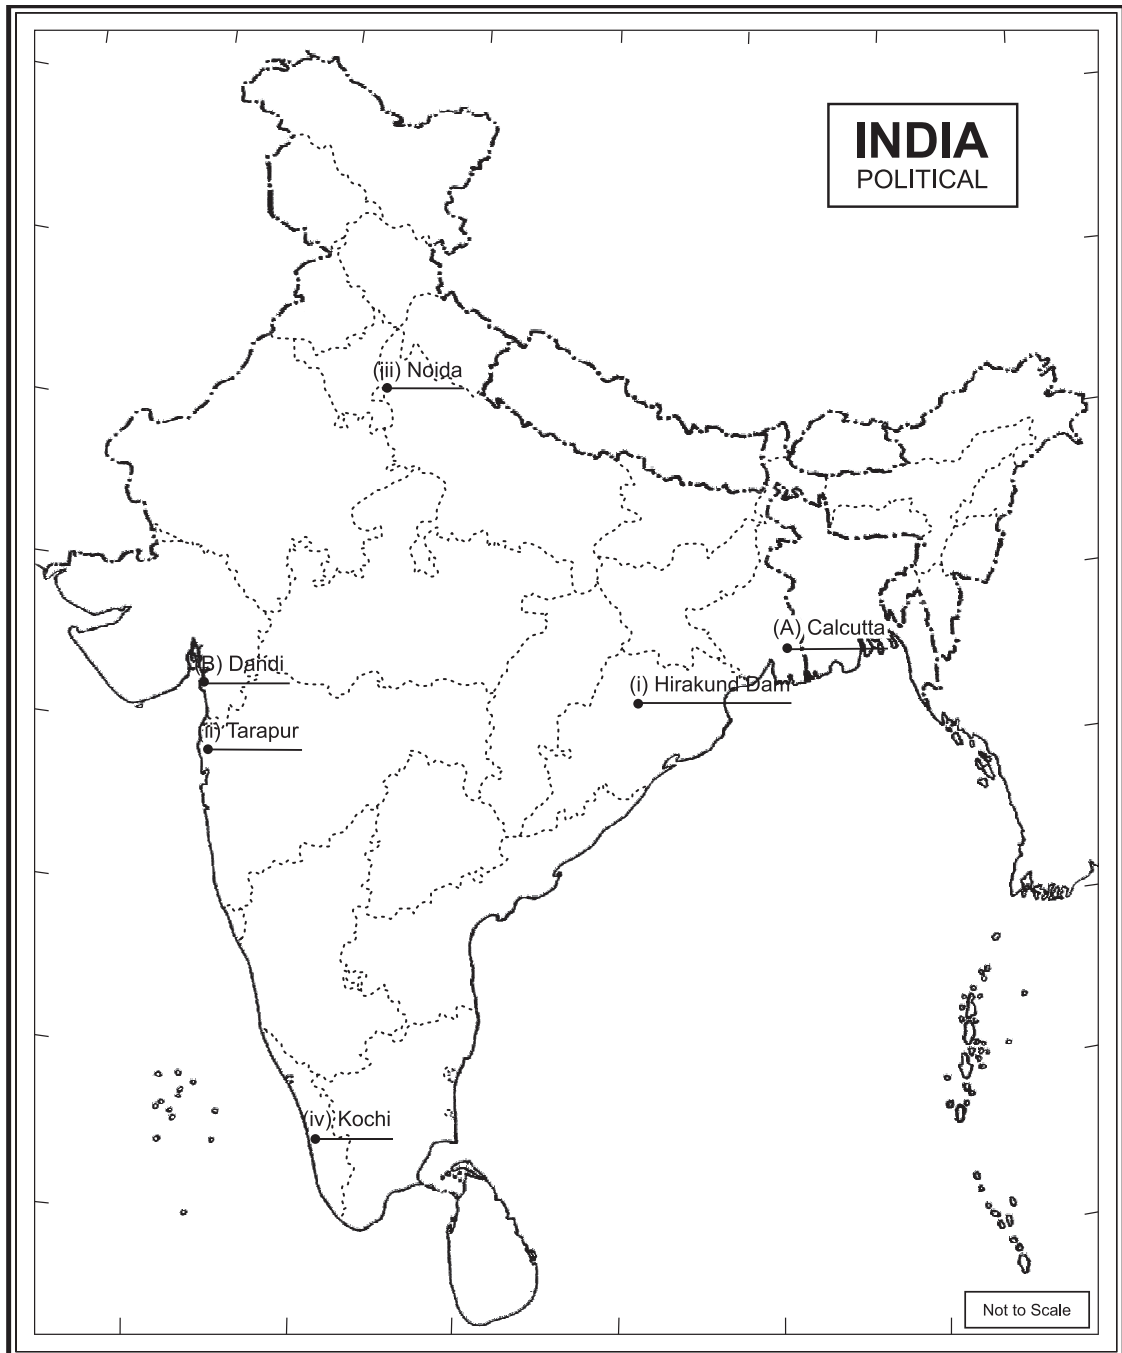 INDIA
POLITICAL
(iii) Noida
(A) Calcutta
(B) Dandi
(i) Hirakund Dam
(ii) Tarapur
(iv) Kochi
Not to Scale